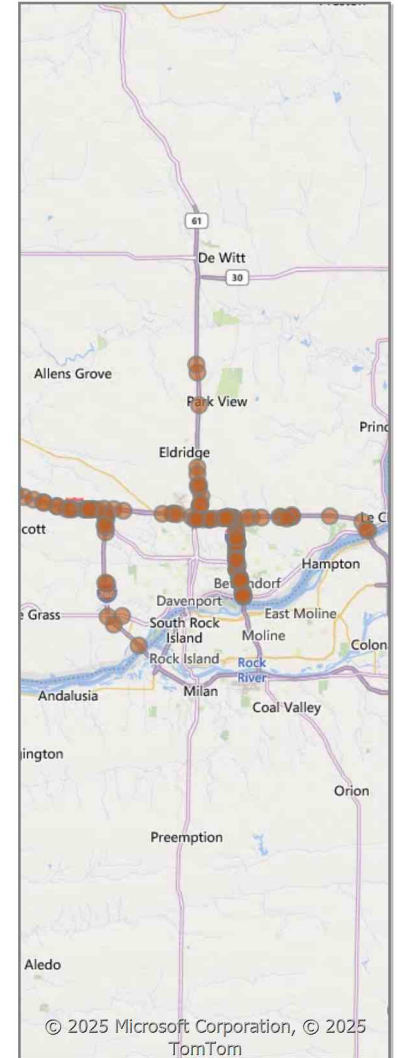 61
De Witt
30
Allens Grove
Park View
Princ
Eldridge
cott
Le C
Hampton
Bettendorf
e Grass
Davenport
East Moline
South Rock
Island
Moline
Colon
Rock Island
Rock
River
Andalusia
Milan
Coal Valley
ington
Orion
Preemption
Aledo
© 2025 Microsoft Corporation, © 2025
TomTom